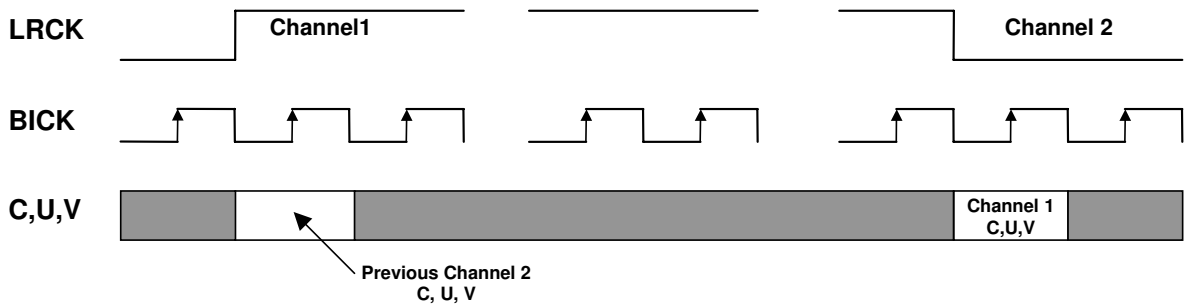 LRCK
Channel1
Channel 2
BICK
C,U,V
Channel 1
C,U,V
Previous Channel 2
C, U, V